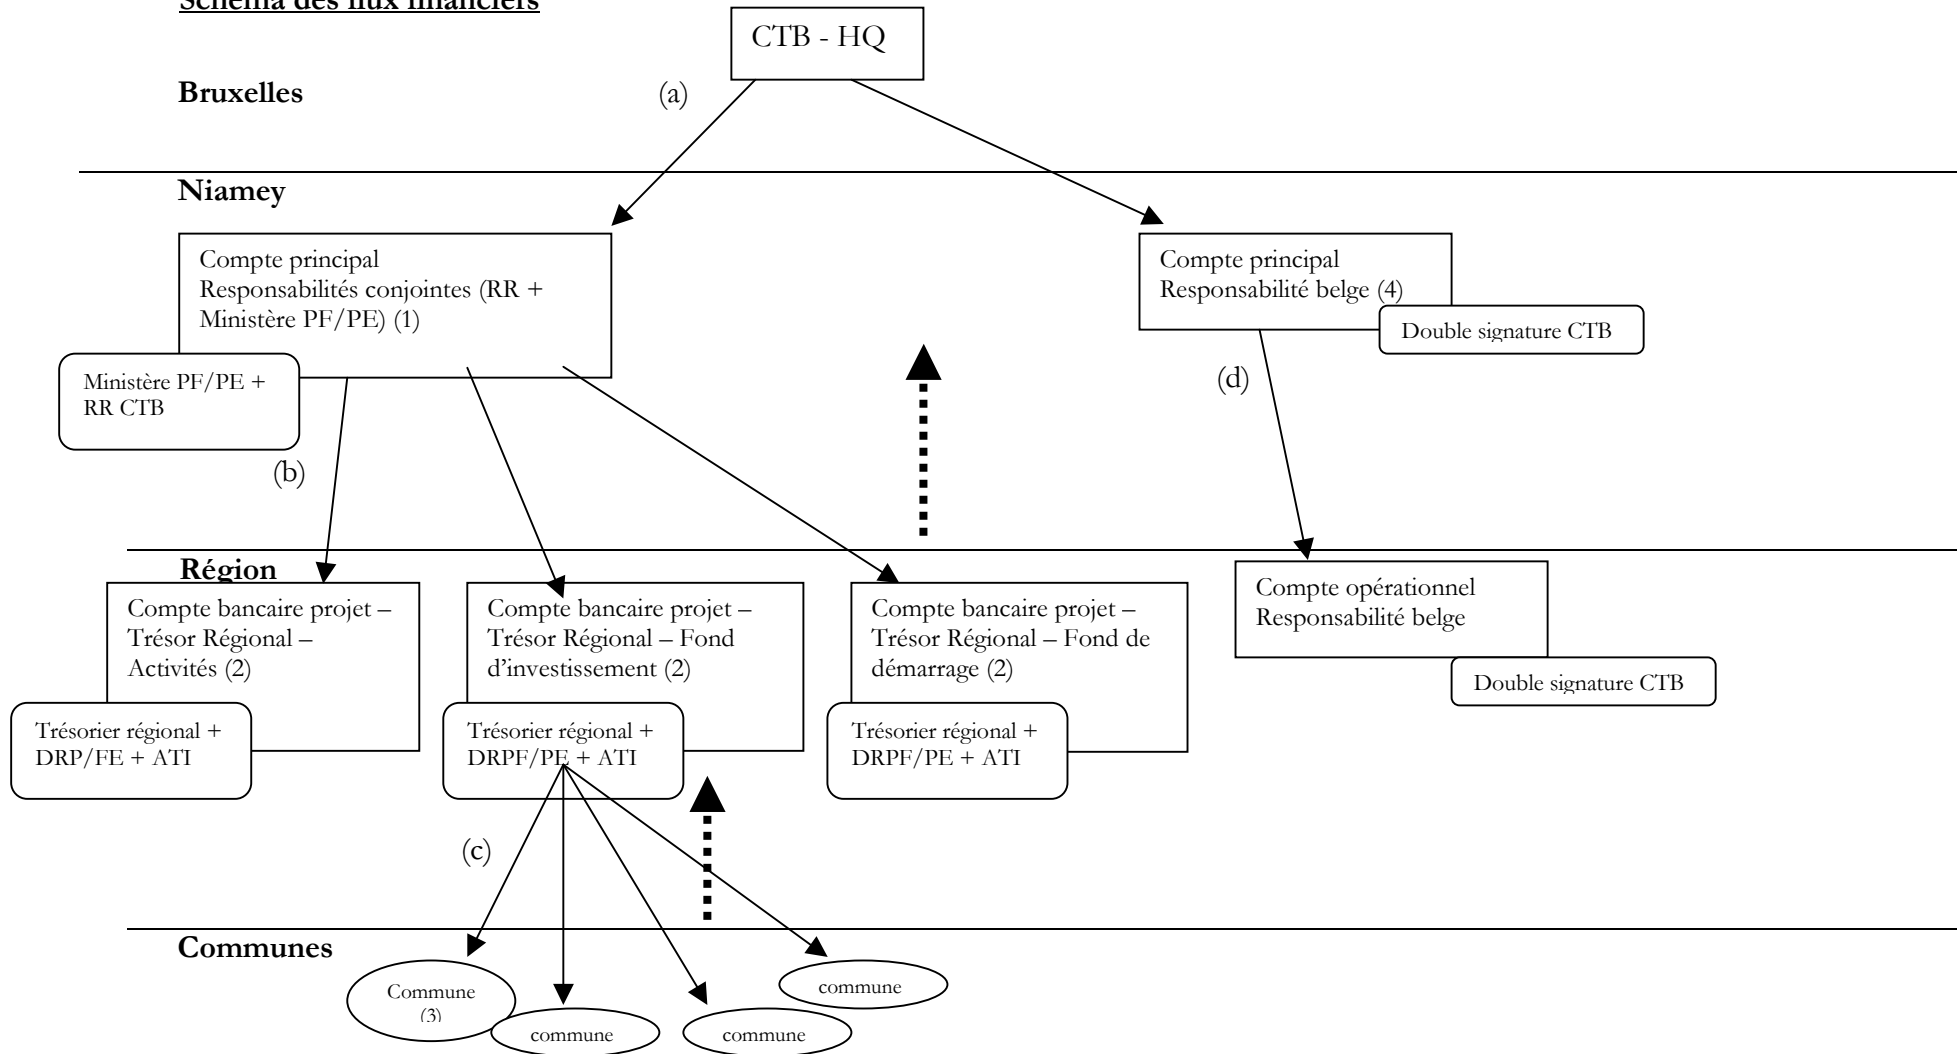 Schéma des flux financiers
CTB - HQ
Bruxelles
(a)
Niamey
Compte principal
Responsabilités conjointes (RR +
Ministère PF/PE) (1)
Compte principal
Responsabilité belge (4)
Double signature CTB
Ministère PF/PE +
RR CTB
(d)
(b)
Région
Compte bancaire projet –
Trésor Régional –
Activités (2)
Compte bancaire projet –
Trésor Régional – Fond
d'investissement (2)
Compte bancaire projet –
Trésor Régional – Fond de
démarrage (2)
Compte opérationnel
Responsabilité belge
Double signature CTB
Trésorier régional +
DRP/FE + ATI
Trésorier régional +
DRPF/PE + ATI
Trésorier régional +
DRPF/PE + ATI
(c)
Communes
Commune
(3)
commune
commune
commune